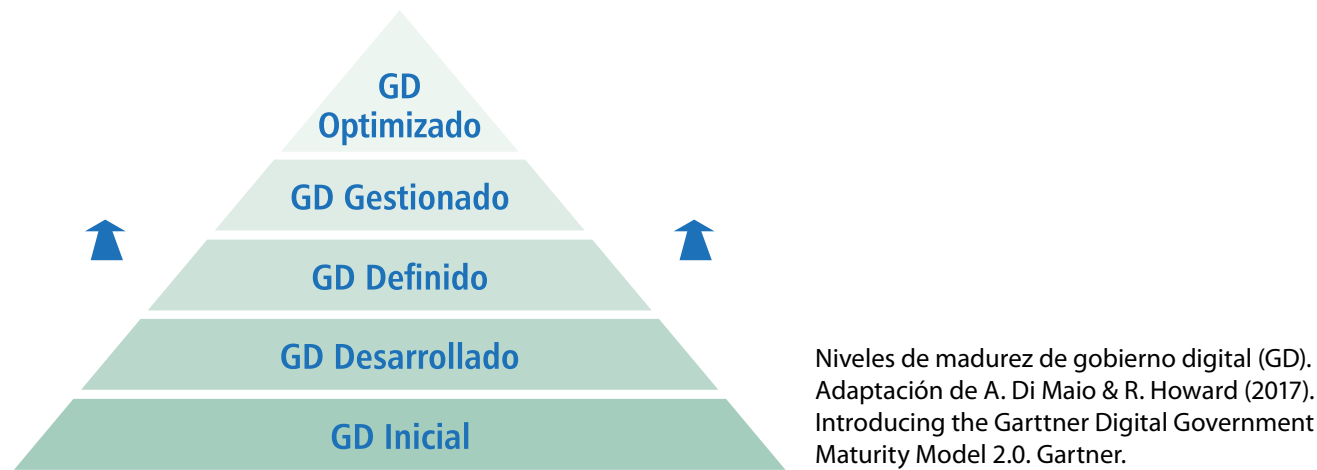 GD
Optimizado
GD Gestionado
GD Definido
GD Desarrollado
GD Inicial
Niveles de madurez de gobierno digital (GD).
Adaptación de A. Di Maio & R. Howard (2017).
Introducing the Garttner Digital Government
Maturity Model 2.0. Gartner.